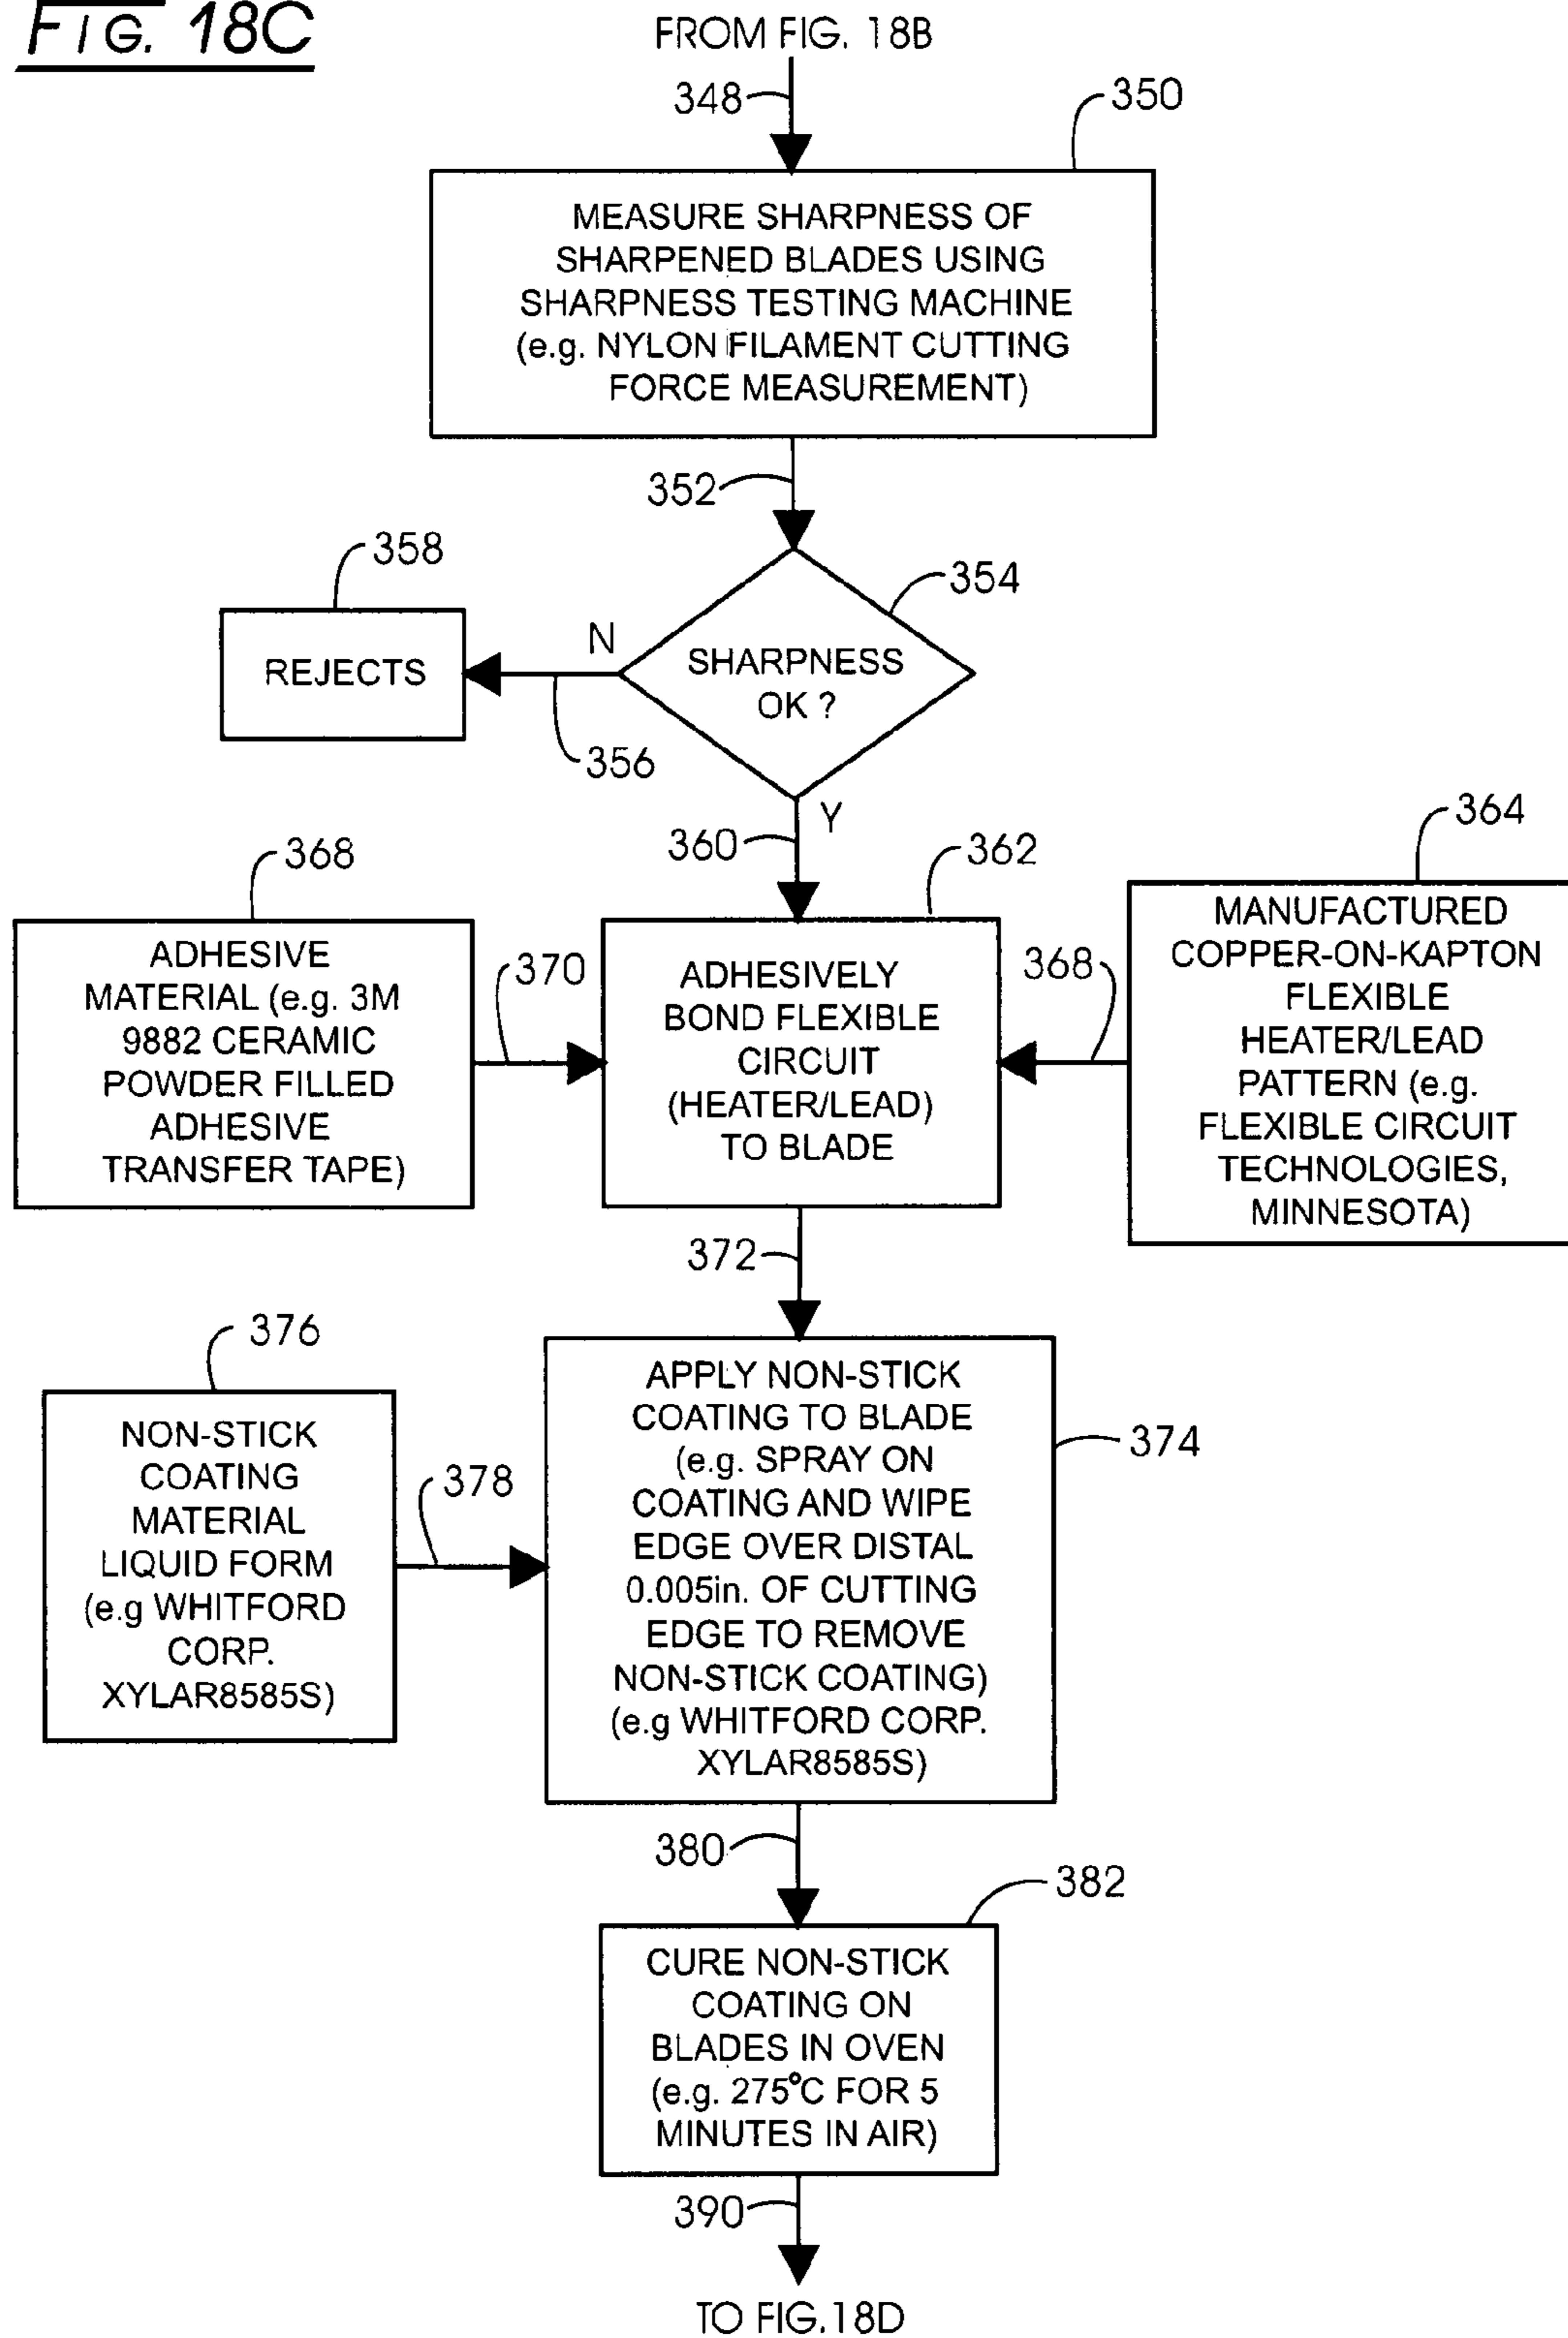 FIG. 18C
FROM FIG. 18B
348
350
MEASURE SHARPNESS OF
SHARPENED BLADES USING
SHARPNESS TESTING MACHINE
(e.g. NYLON FILAMENT CUTTING
FORCE MEASUREMENT)
352
358
354
REJECTS
N
SHARPNESS
OK ?
356
Y
360
362
364
368
ADHESIVE
MATERIAL (e.g. 3M
9882 CERAMIC
POWDER FILLED
ADHESIVE
TRANSFER TAPE)
370
ADHESIVELY
BOND FLEXIBLE
CIRCUIT
(HEATER/LEAD)
TO BLADE
368
MANUFACTURED
COPPER-ON-KAPTON
FLEXIBLE
HEATER/LEAD
PATTERN (e.g.
FLEXIBLE CIRCUIT
TECHNOLOGIES,
MINNESOTA)
372
376
NON-STICK
COATING
MATERIAL
LIQUID FORM
(e.g WHITFORD
CORP.
XYLAR8585S)
378
APPLY NON-STICK
COATING TO BLADE
(e.g. SPRAY ON
COATING AND WIPE
EDGE OVER DISTAL
0.005in. OF CUTTING
EDGE TO REMOVE
NON-STICK COATING)
(e.g WHITFORD CORP.
XYLAR8585S)
374
380
382
CURE NON-STICK
COATING ON
BLADES IN OVEN
(e.g. 275°C FOR 5
MINUTES IN AIR)
390
TO FIG.18D